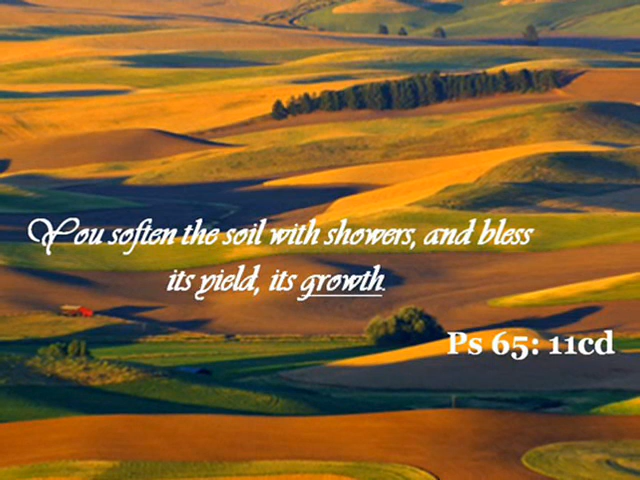 You soften the soil with showers, and bless
its yield, its growth.
Ps 65: 11cd